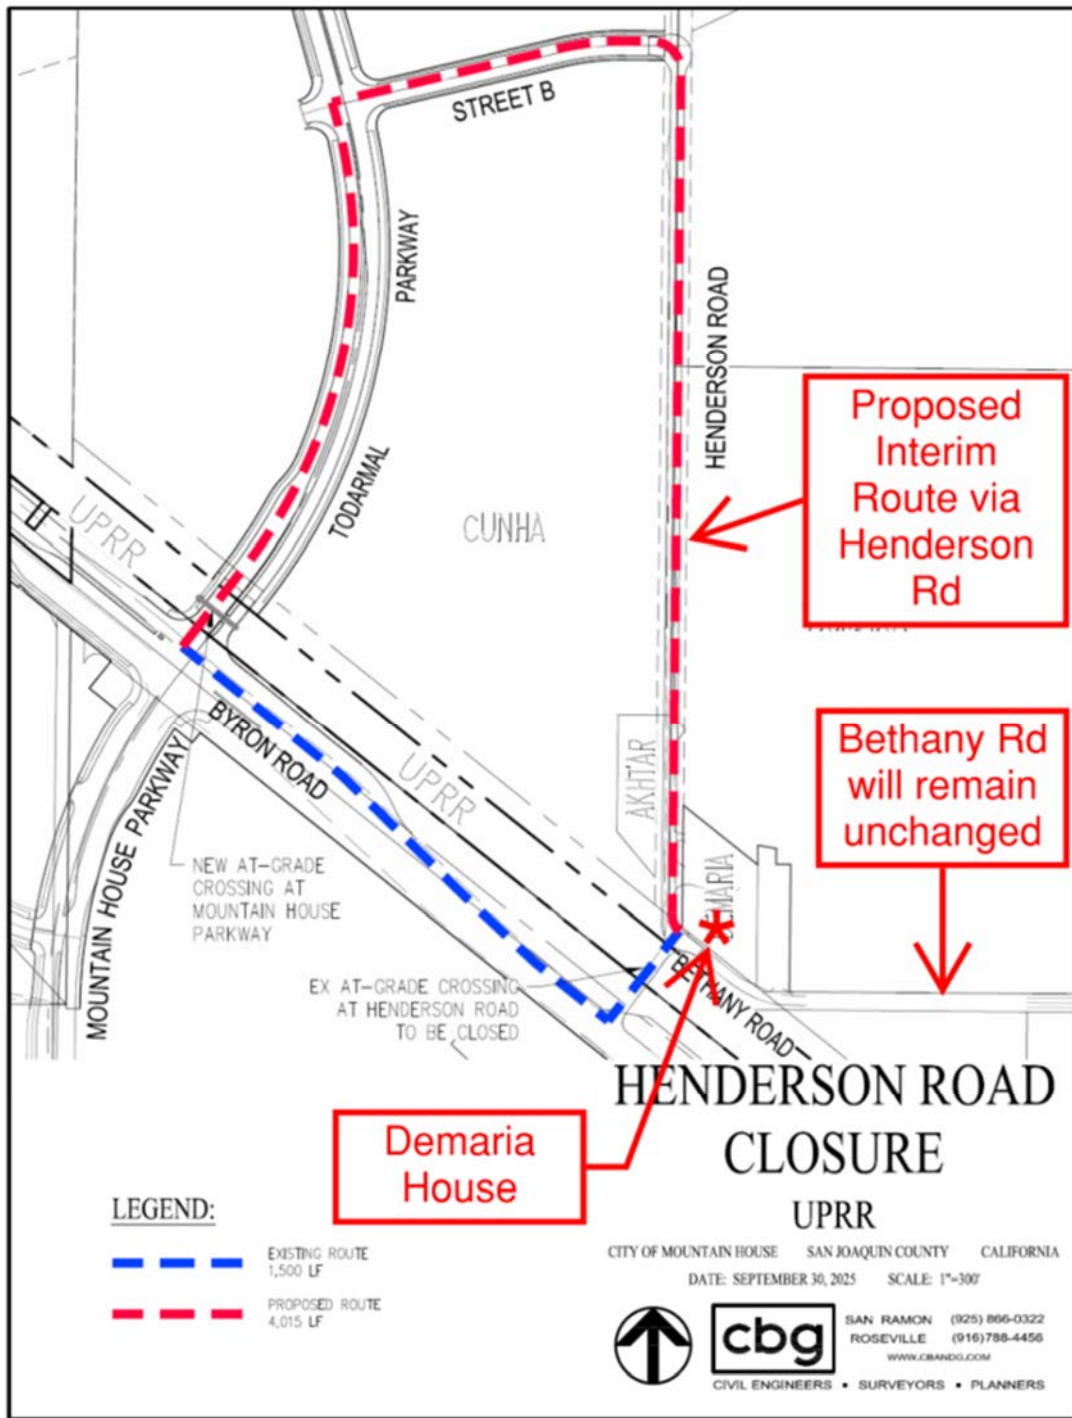 STREET B
PARKWAY
HENDERSON ROAD
Proposed
Interim
Route via
Henderson
Rd
TODARMAL
CUNHA
UPRR
AKHTAR
Bethany Rd
will remain
unchanged
BYRON ROAD
UPRR
MOUNTAIN HOUSE PARKWAY
NEW AT-GRADE
CROSSING AT
MOUNTAIN HOUSE
PARKWAY
EX AT-GRADE CROSSING
AT HENDERSON ROAD
TO BE CLOSED
BETHANY ROAD
HENDERSON ROAD
CLOSURE
UPRR
Demaria
House
CITY OF MOUNTAIN HOUSE SAN JOAQUIN COUNTY CALIFORNIA
DATE: SEPTEMBER 30, 2025 SCALE: 1"=300'
LEGEND:
EXISTING ROUTE
1,500 LF
PROPOSED ROUTE
4,015 LF
cbg
SAN RAMON (925) 866-0322
ROSEVILLE (916)788-4456
WWW.CBANDG.COM
CIVIL ENGINEERS ▪ SURVEYORS ▪ PLANNERS